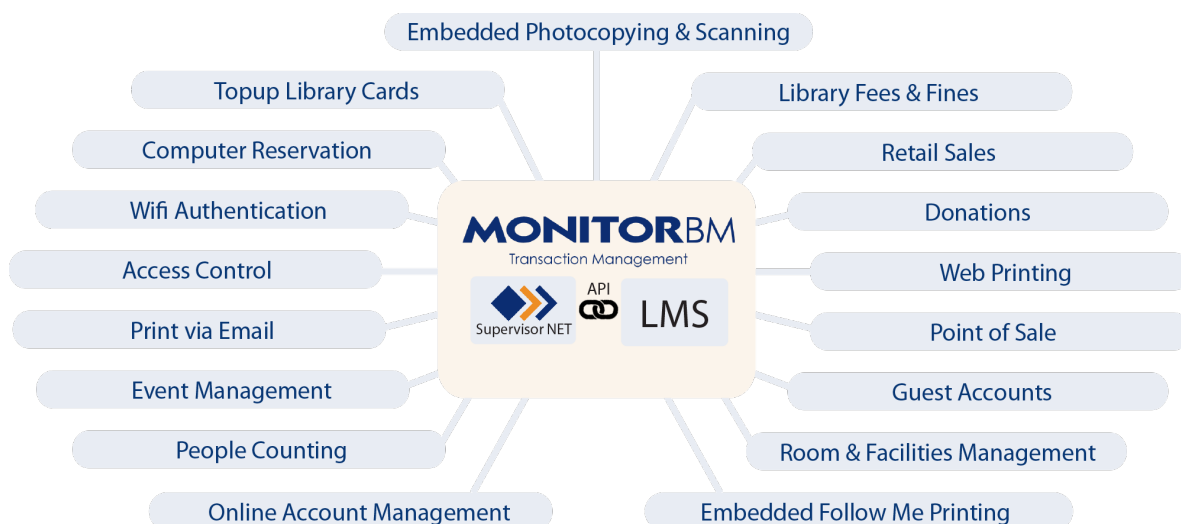 Embedded Photocopying & Scanning
Topup Library Cards
Library Fees & Fines
Computer Reservation
Retail Sales
Wifi Authentication
Donations
Access Control
Web Printing
Print via Email
Point of Sale
Event Management
Guest Accounts
People Counting
Room & Facilities Management
Online Account Management
Embedded Follow Me Printing
MONITORBM
Transaction Management
Supervisor NET
API
LMS